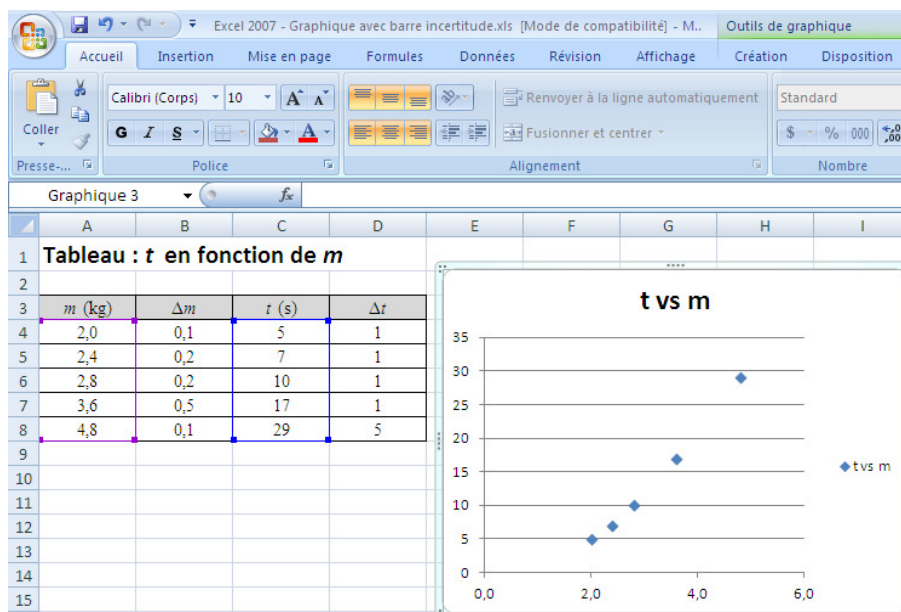 Excel 2007 - Graphique avec barre incertitude.xls [Mode de compatibilité] - M..
Outils de graphique
Accueil Insertion Mise en page Formules Données Révision Affichage Création Disposition
Coller
Calibri (Corps) 10 A A
G I S A
Renvoyer à la ligne automatiquement
Fusionner et centrer
Standard
$ % 000 ,00
Presse-... Police Alignement Nombre
Graphique 3 fx
A B C D E F G H I
1 Tableau : t en fonction de m
2
3 m (kg) Δm t (s) Δt
4 2,0 0,1 5 1
5 2,4 0,2 7 1
6 2,8 0,2 10 1
7 3,6 0,5 17 1
8 4,8 0,1 29 5
9
10
11
12
13
14
15
t vs m
35
30
25
20
15
10
5
0
0,0 2,0 4,0 6,0
t vs m